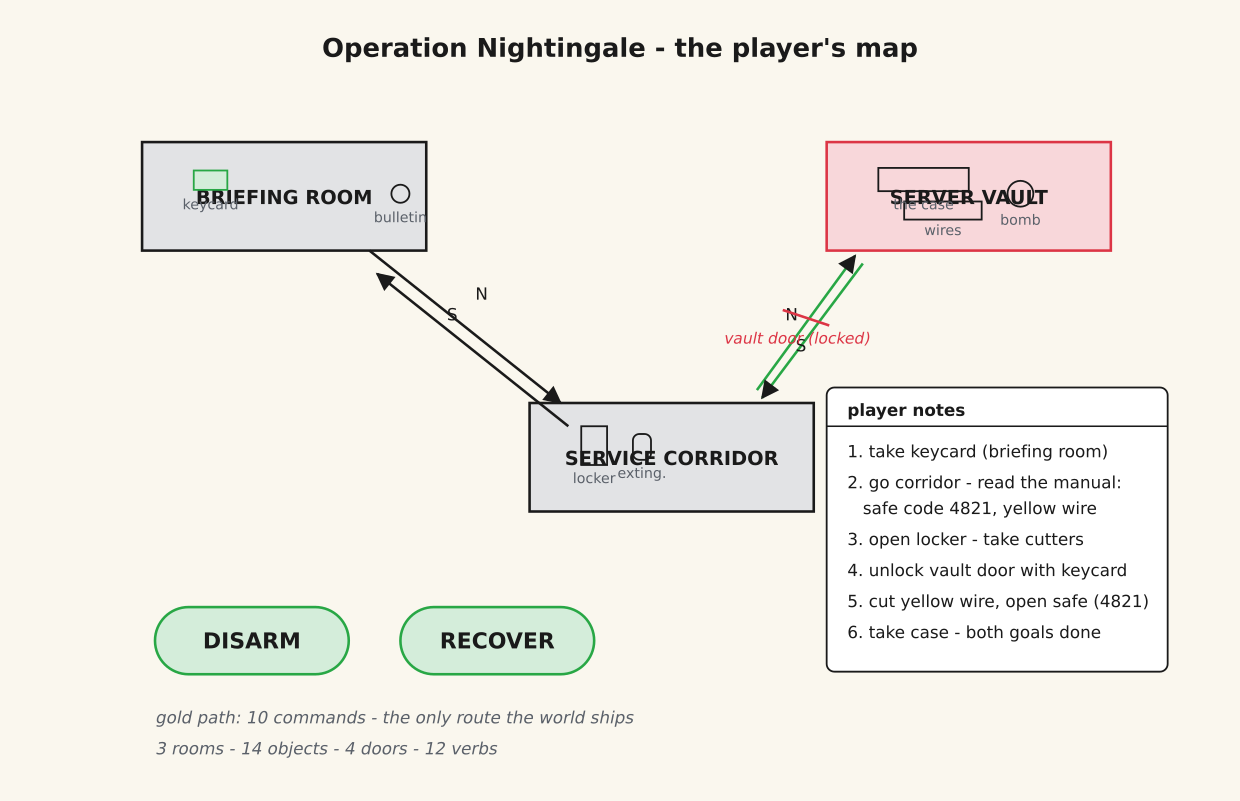 Operation Nightingale - the player's map
BRIEFING ROOM
keycard
bulletin
SERVER VAULT
the case
bomb
wires
N
S
N
vault door (locked)
S
SERVICE CORRIDOR
locker
exting.
player notes
1. take keycard (briefing room)
2. go corridor - read the manual:
safe code 4821, yellow wire
3. open locker - take cutters
4. unlock vault door with keycard
5. cut yellow wire, open safe (4821)
6. take case - both goals done
DISARM
RECOVER
gold path: 10 commands - the only route the world ships
3 rooms - 14 objects - 4 doors - 12 verbs